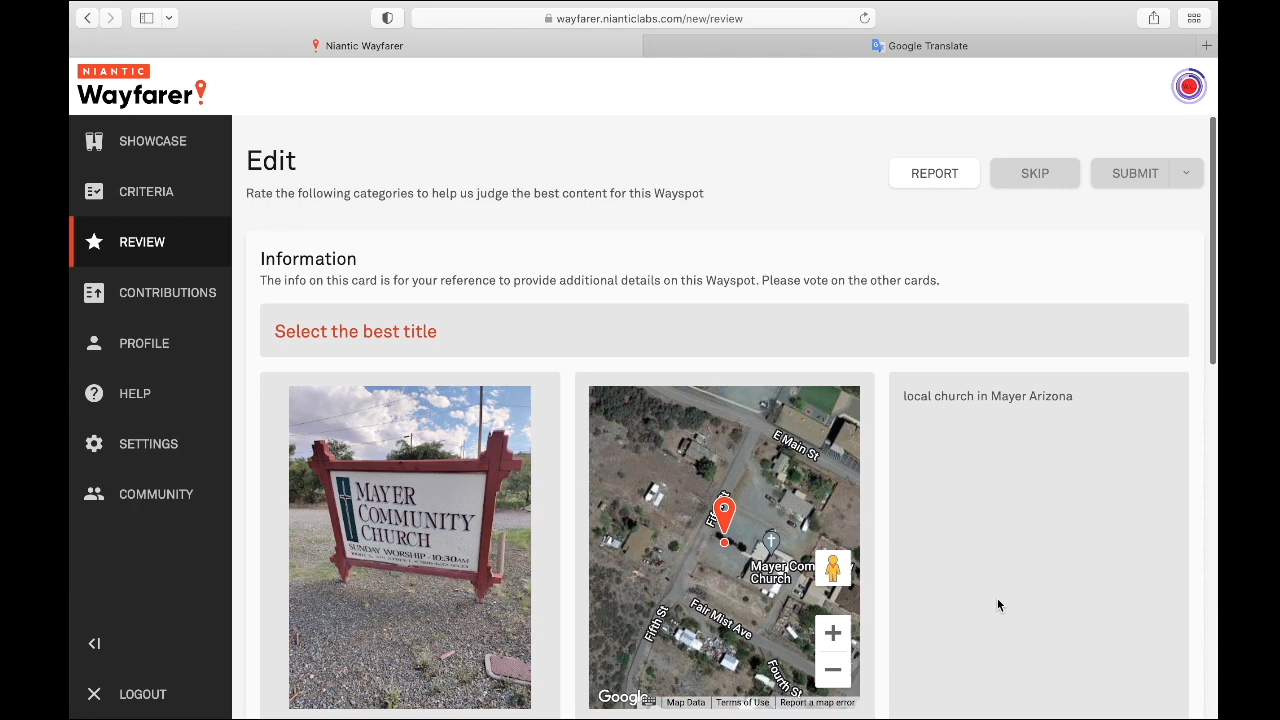 wayfarer.nianticlabs.com/new/review
Niantic Wayfarer
Google Translate
NIANTIC
Wayfarer
SHOWCASE
CRITERIA
REVIEW
CONTRIBUTIONS
PROFILE
HELP
SETTINGS
COMMUNITY
LOGOUT
Edit
Rate the following categories to help us judge the best content for this Wayspot
REPORT
SKIP
SUBMIT
Information
The info on this card is for your reference to provide additional details on this Wayspot. Please vote on the other cards.
Select the best title
MAYER
COMMUNITY
CHURCH
SUNDAY WORSHIP - 10:30AM
E Main St
Mayer Com
Church
Fair Mist Ave
Fifth St
Fourth St
Google
Map Data
Terms of Use
Report a map error
local church in Mayer Arizona